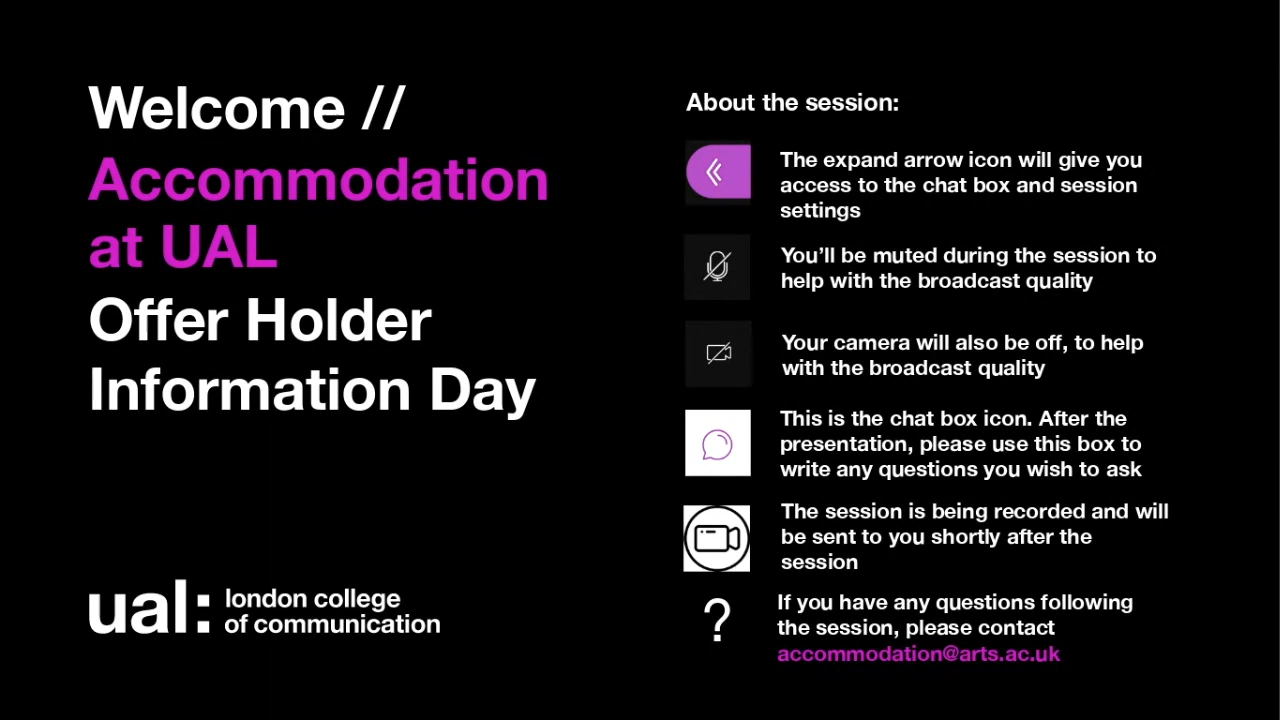 Welcome //
Accommodation
at UAL
Offer Holder
Information Day
ual: london college
of communication
About the session:
The expand arrow icon will give you
access to the chat box and session
settings
You’ll be muted during the session to
help with the broadcast quality
Your camera will also be off, to help
with the broadcast quality
This is the chat box icon. After the
presentation, please use this box to
write any questions you wish to ask
The session is being recorded and will
be sent to you shortly after the
session
?
If you have any questions following
the session, please contact
accommodation@arts.ac.uk